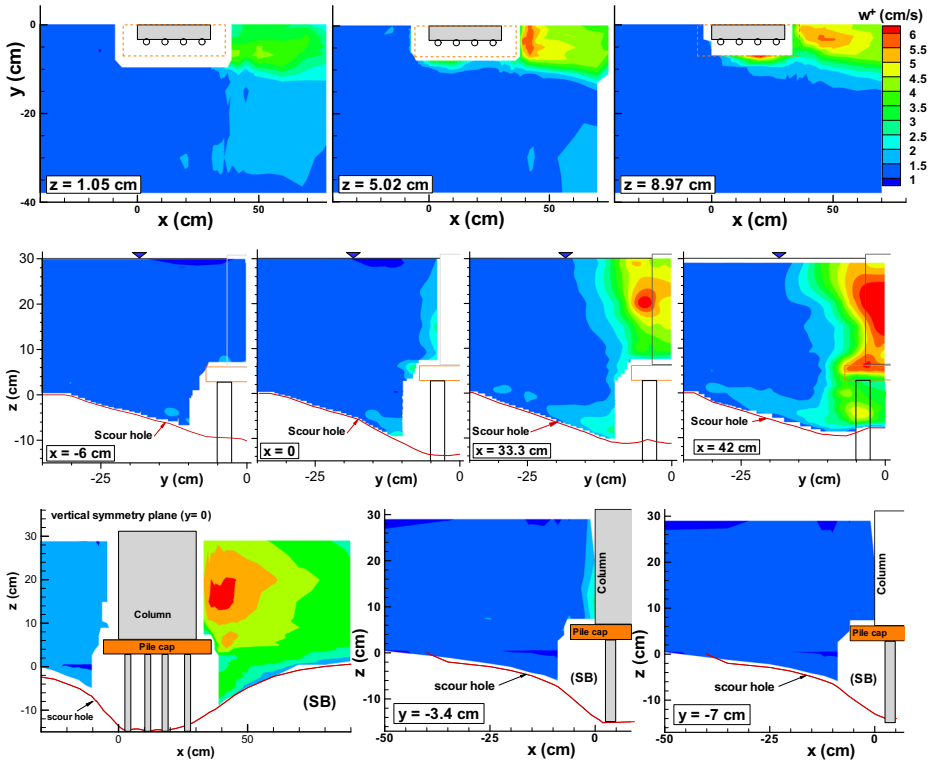 w⁺ (cm/s)
0
-20
-40
y (cm)
z = 1.05 cm
z = 5.02 cm
z = 8.97 cm
6
5.5
5
4.5
4
3.5
3
2.5
2
1.5
1
0 50
0 50
0 50
x (cm)
x (cm)
x (cm)
30
20
10
0
-10
z (cm)
Scour hole
Scour hole
Scour hole
Scour hole
x = -6 cm
x = 0
x = 33.3 cm
x = 42 cm
-25 0
-25 0
-25 0
-25 0
y (cm)
y (cm)
y (cm)
y (cm)
30
20
10
0
-10
z (cm)
vertical symmetry plane (y= 0)
Column
Pile cap
scour hole
(SB)
0 50
x (cm)
30
20
10
0
-10
-50
z (cm)
Column
Pile cap
scour hole
(SB)
y = -3.4 cm
-50 -25 0
x (cm)
30
20
10
0
-10
z (cm)
Column
Pile cap
scour hole
(SB)
y = -7 cm
-50 -25 0
x (cm)